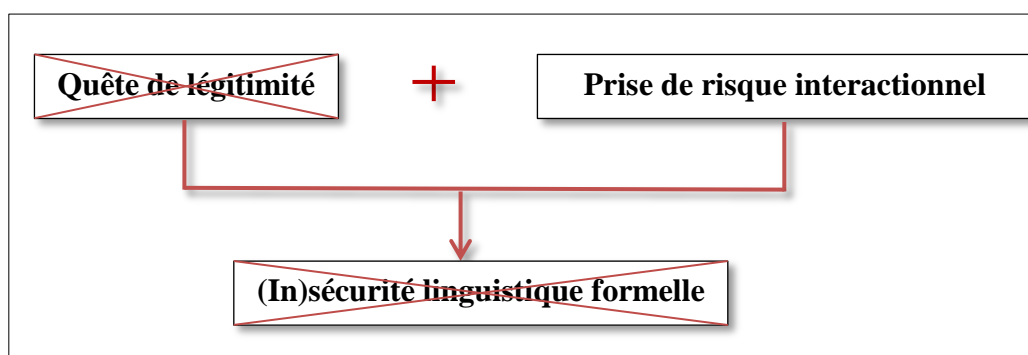 Quête de légitimité
+
Prise de risque interactionnel
(In)sécurité linguistique formelle